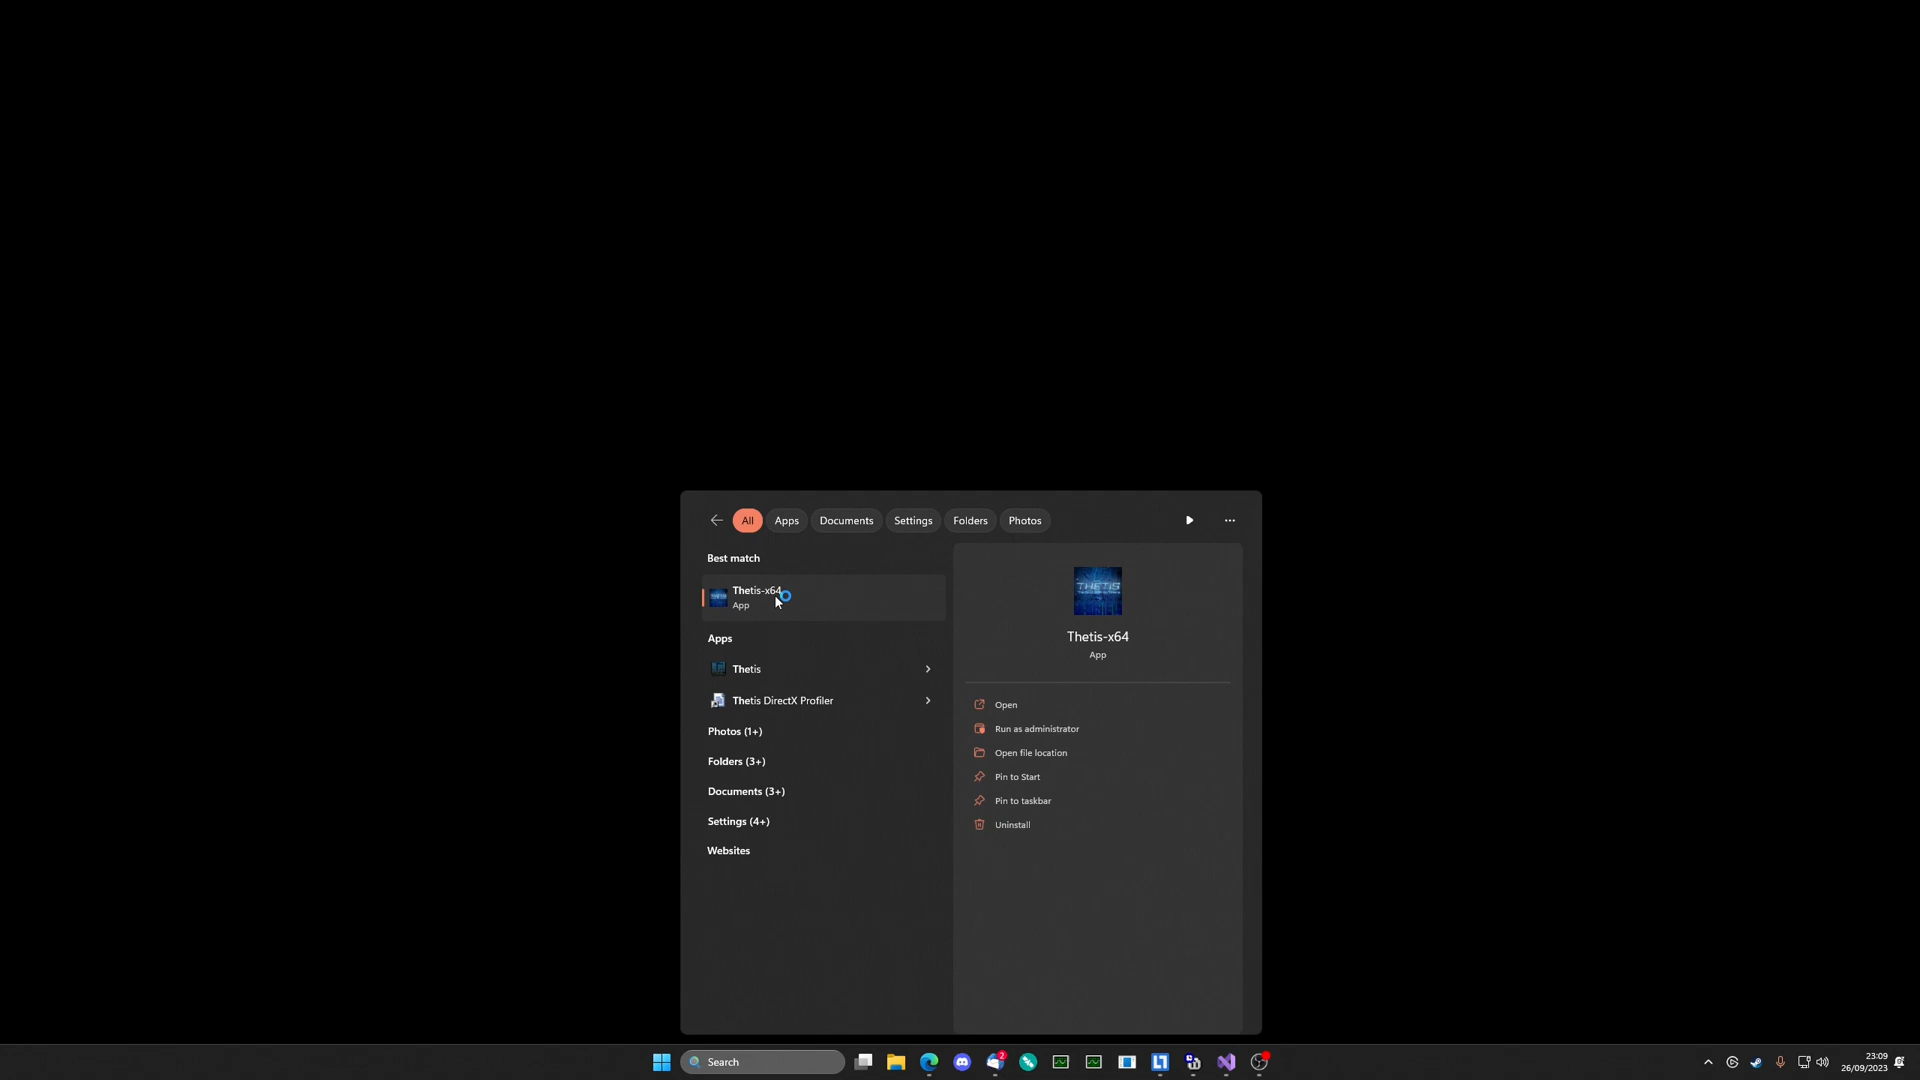 All
Apps
Documents
Settings
Folders
Photos
Best match
Thetis-x64
App
Apps
Thetis
Thetis DirectX Profiler
Photos (1+)
Folders (3+)
Documents (3+)
Settings (4+)
Websites
THETIS
Thetis-x64
App
Open
Run as administrator
Open file location
Pin to Start
Pin to taskbar
Uninstall
Search
2
23:09
26/09/2023